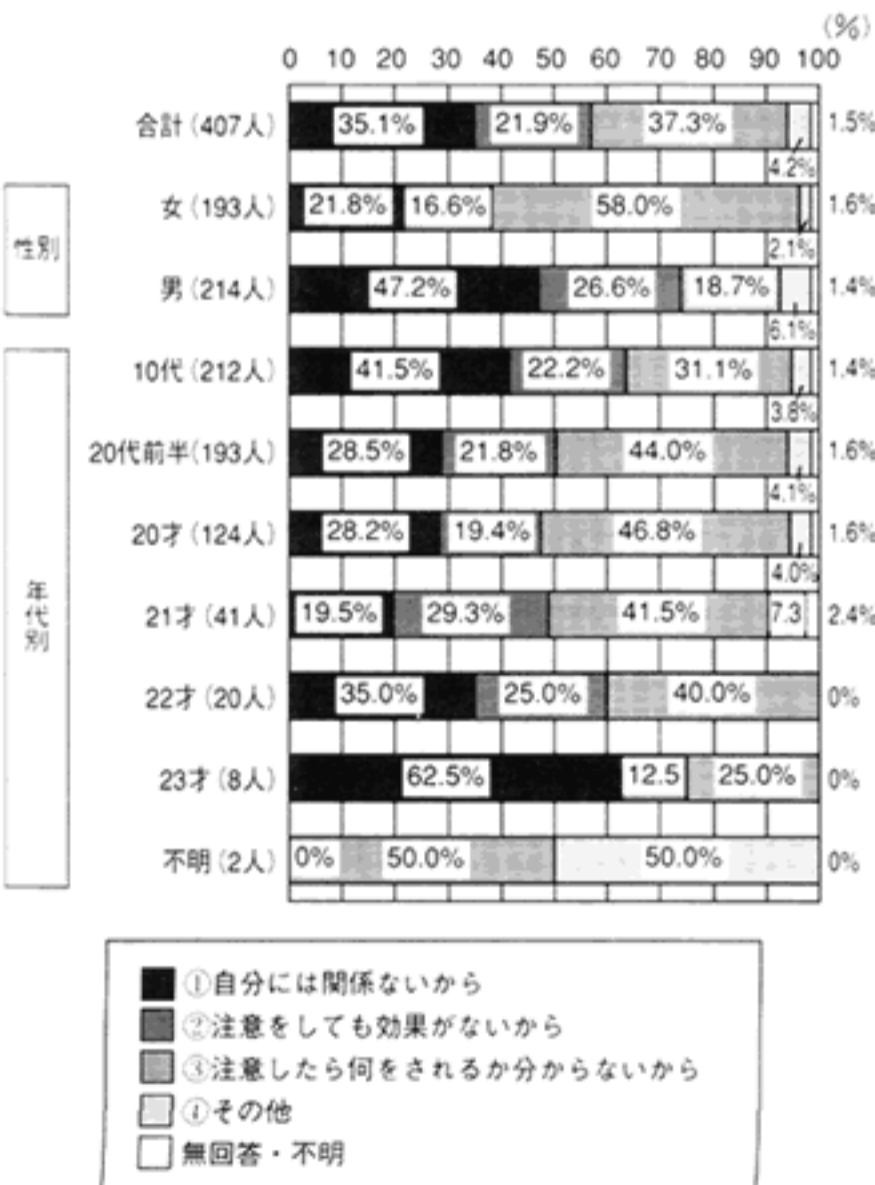 (%)
0 10 20 30 40 50 60 70 80 90 100
合計(407人) 35.1% 21.9% 37.3% 1.5%
4.2%
性別
女(193人) 21.8% 16.6% 58.0% 1.6%
2.1%
男(214人) 47.2% 26.6% 18.7% 1.4%
6.1%
年代別
10代(212人) 41.5% 22.2% 31.1% 1.4%
3.8%
20代前半(193人) 28.5% 21.8% 44.0% 1.6%
4.1%
20才(124人) 28.2% 19.4% 46.8% 1.6%
4.0%
21才(41人) 19.5% 29.3% 41.5% 7.3 2.4%
22才(20人) 35.0% 25.0% 40.0% 0%
23才(8人) 62.5% 12.5 25.0% 0%
不明(2人) 0% 50.0% 50.0% 0%
①自分には関係ないから
②注意をしても効果がないから
③注意したら何をされるか分からないから
④その他
無回答・不明